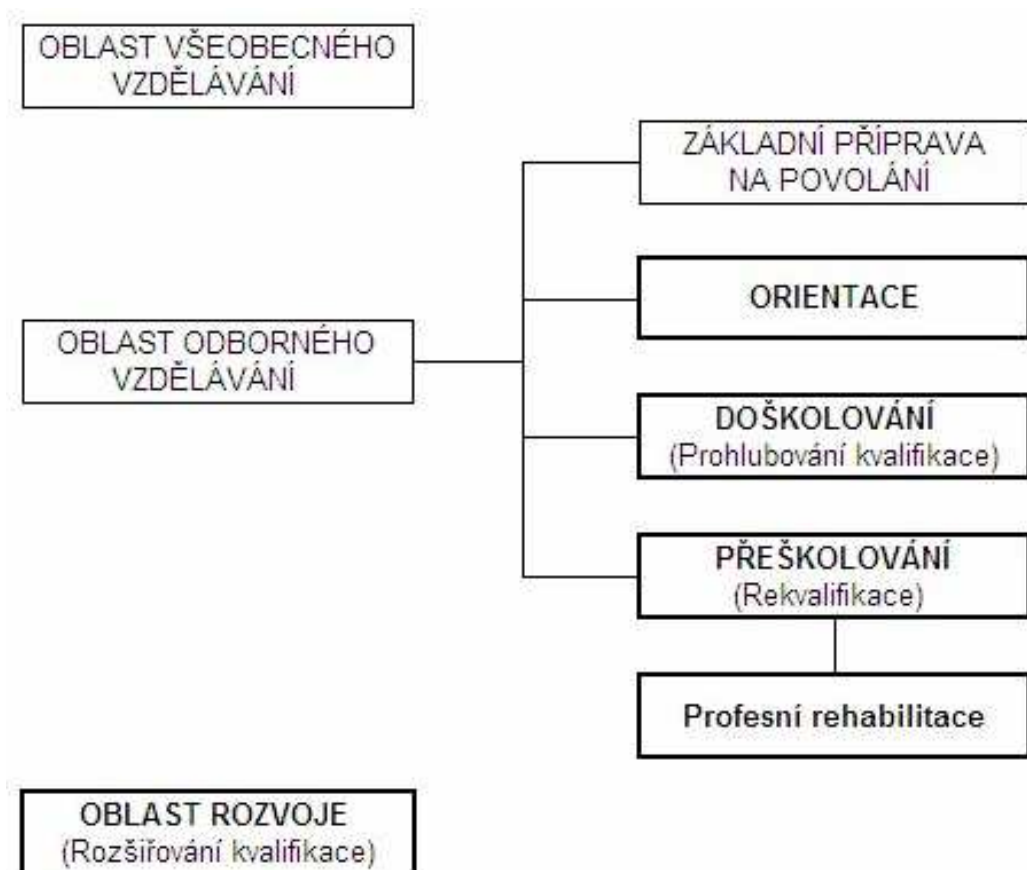 OBLAST VŠEOBECNÉHO
VZDĚLÁVÁNÍ
ZÁKLADNÍ PŘÍPRAVA
NA POVOLÁNÍ
ORIENTACE
OBLAST ODBORNÉHO
VZDĚLÁVÁNÍ
DOŠKOLOVÁNÍ
(Prohlubování kvalifikace)
PŘEŠKOLOVÁNÍ
(Rekvalifikace)
Profesní rehabilitace
OBLAST ROZVOJE
(Rozšiřování kvalifikace)